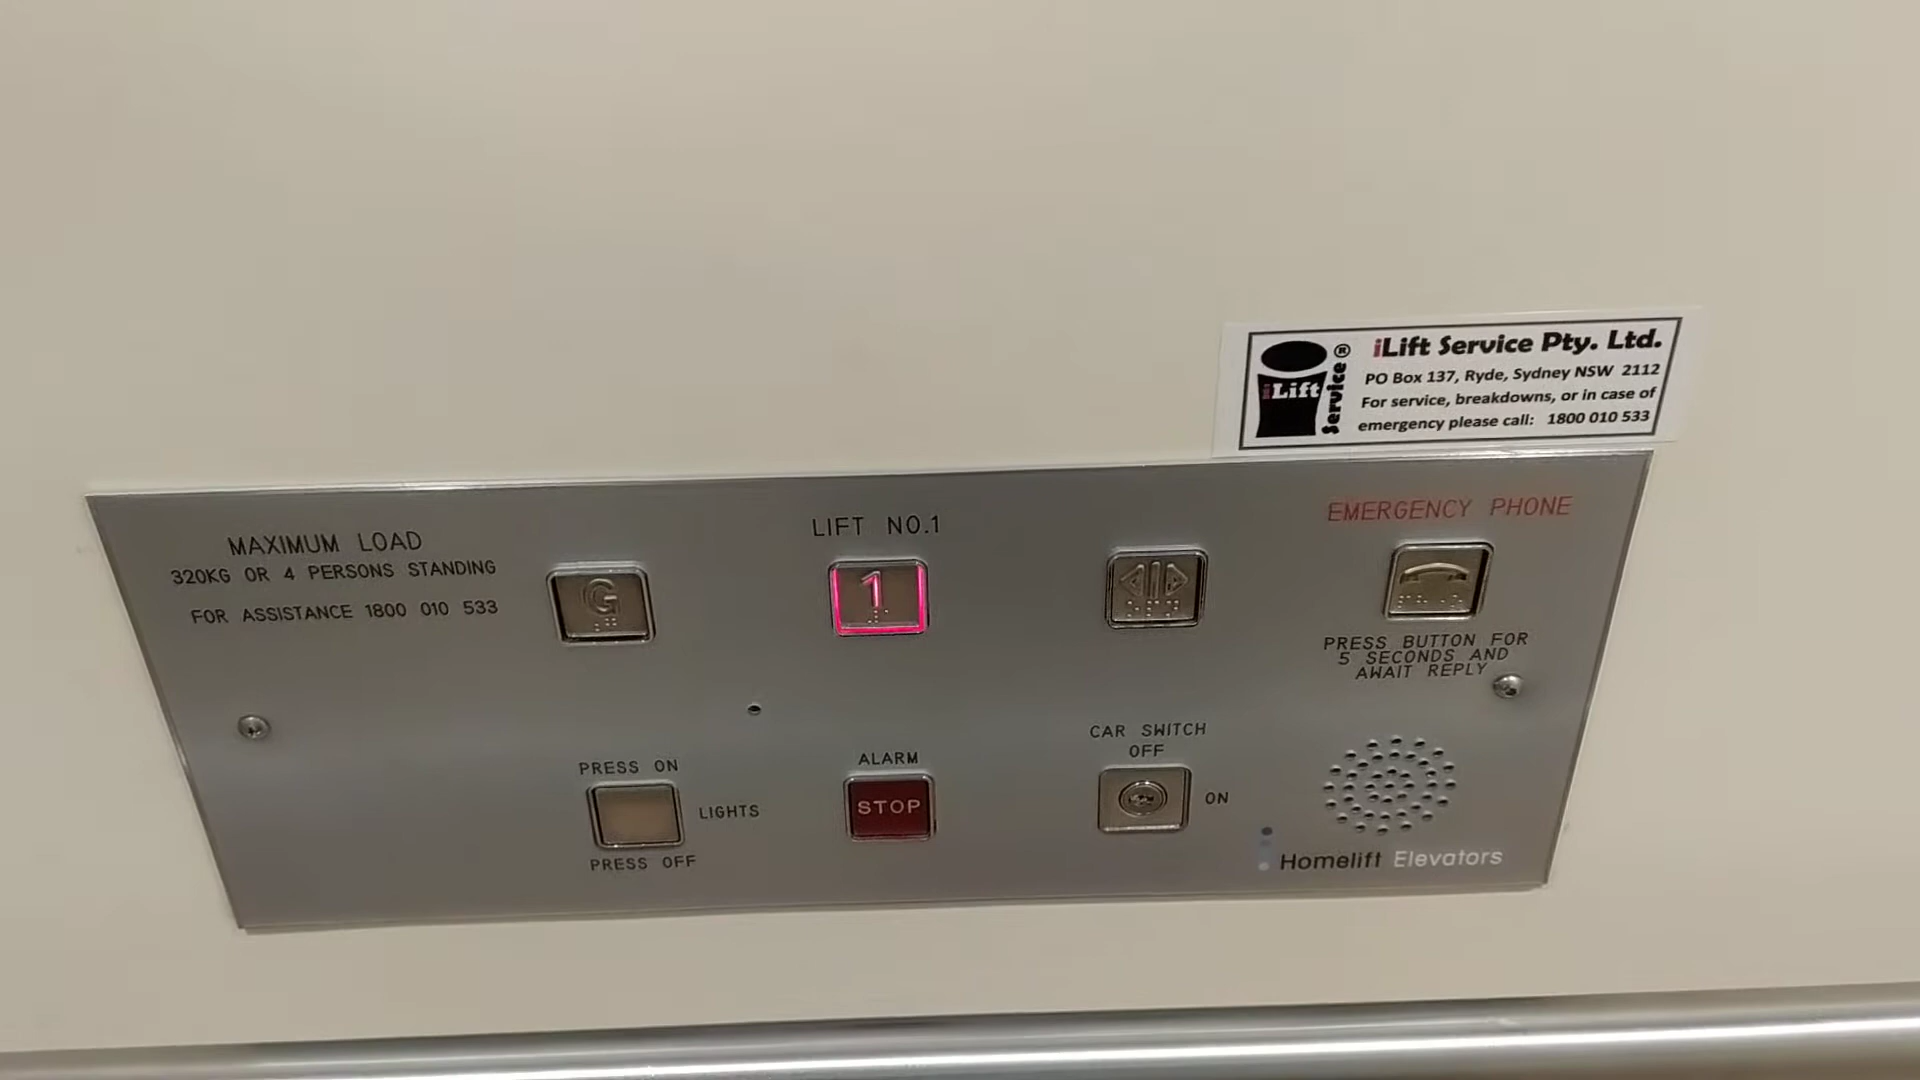 iLift Service Pty. Ltd.
PO Box 137, Ryde, Sydney NSW 2112
For service, breakdowns, or in case of
emergency please call: 1800 010 533
iLift
Service®
MAXIMUM LOAD
320KG OR 4 PERSONS STANDING
FOR ASSISTANCE 1800 010 533
G
LIFT NO.1
1
EMERGENCY PHONE
PRESS BUTTON FOR
5 SECONDS AND
AWAIT REPLY
PRESS ON
LIGHTS
PRESS OFF
ALARM
STOP
CAR SWITCH
OFF
ON
Homelift Elevators